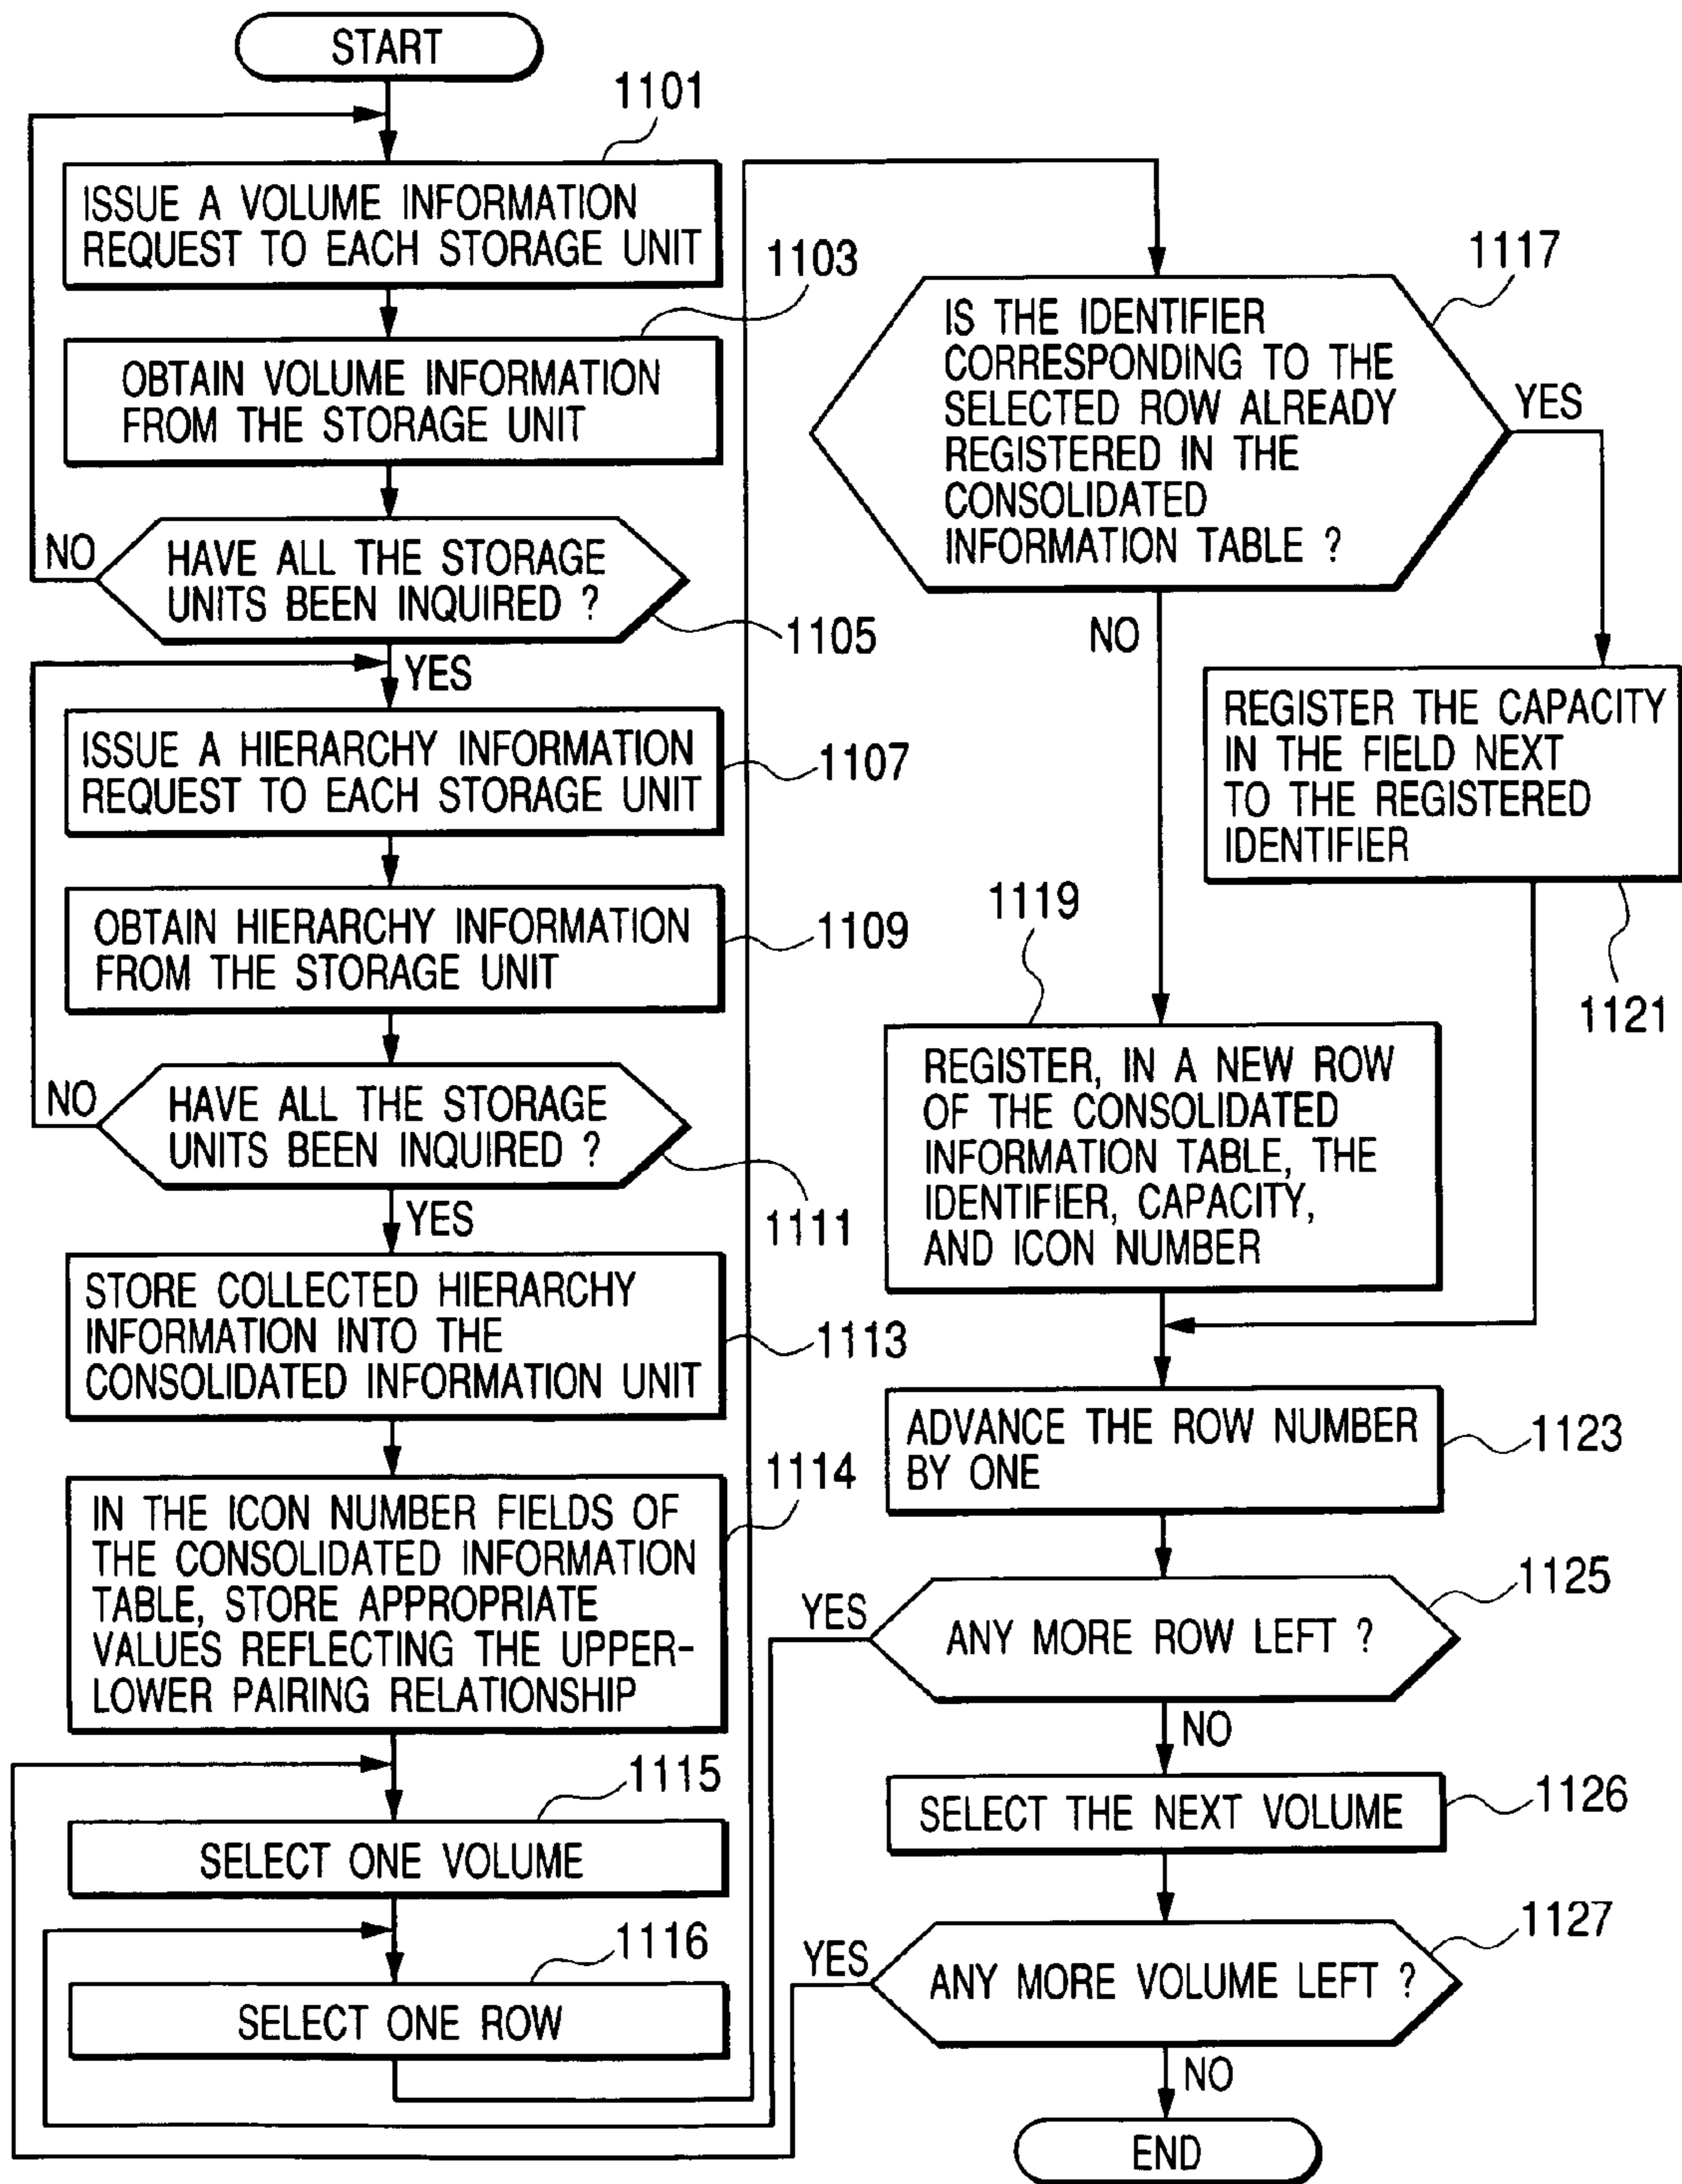 START
1101
ISSUE A VOLUME INFORMATION
REQUEST TO EACH STORAGE UNIT
1103
OBTAIN VOLUME INFORMATION
FROM THE STORAGE UNIT
NO
HAVE ALL THE STORAGE
UNITS BEEN INQUIRED ?
1105
YES
ISSUE A HIERARCHY INFORMATION
REQUEST TO EACH STORAGE UNIT
1107
OBTAIN HIERARCHY INFORMATION
FROM THE STORAGE UNIT
1109
NO
HAVE ALL THE STORAGE
UNITS BEEN INQUIRED ?
1111
YES
STORE COLLECTED HIERARCHY
INFORMATION INTO THE
CONSOLIDATED INFORMATION UNIT
1113
1114
IN THE ICON NUMBER FIELDS OF
THE CONSOLIDATED INFORMATION
TABLE, STORE APPROPRIATE
VALUES REFLECTING THE UPPER-
LOWER PAIRING RELATIONSHIP
1115
SELECT ONE VOLUME
1116
SELECT ONE ROW
1117
IS THE IDENTIFIER
CORRESPONDING TO THE
SELECTED ROW ALREADY
REGISTERED IN THE
CONSOLIDATED
INFORMATION TABLE ?
YES
NO
REGISTER THE CAPACITY
IN THE FIELD NEXT
TO THE REGISTERED
IDENTIFIER
1121
1119
REGISTER, IN A NEW ROW
OF THE CONSOLIDATED
INFORMATION TABLE, THE
IDENTIFIER, CAPACITY,
AND ICON NUMBER
ADVANCE THE ROW NUMBER
BY ONE
1123
1125
YES
ANY MORE ROW LEFT ?
NO
SELECT THE NEXT VOLUME
1126
1127
YES
ANY MORE VOLUME LEFT ?
NO
END